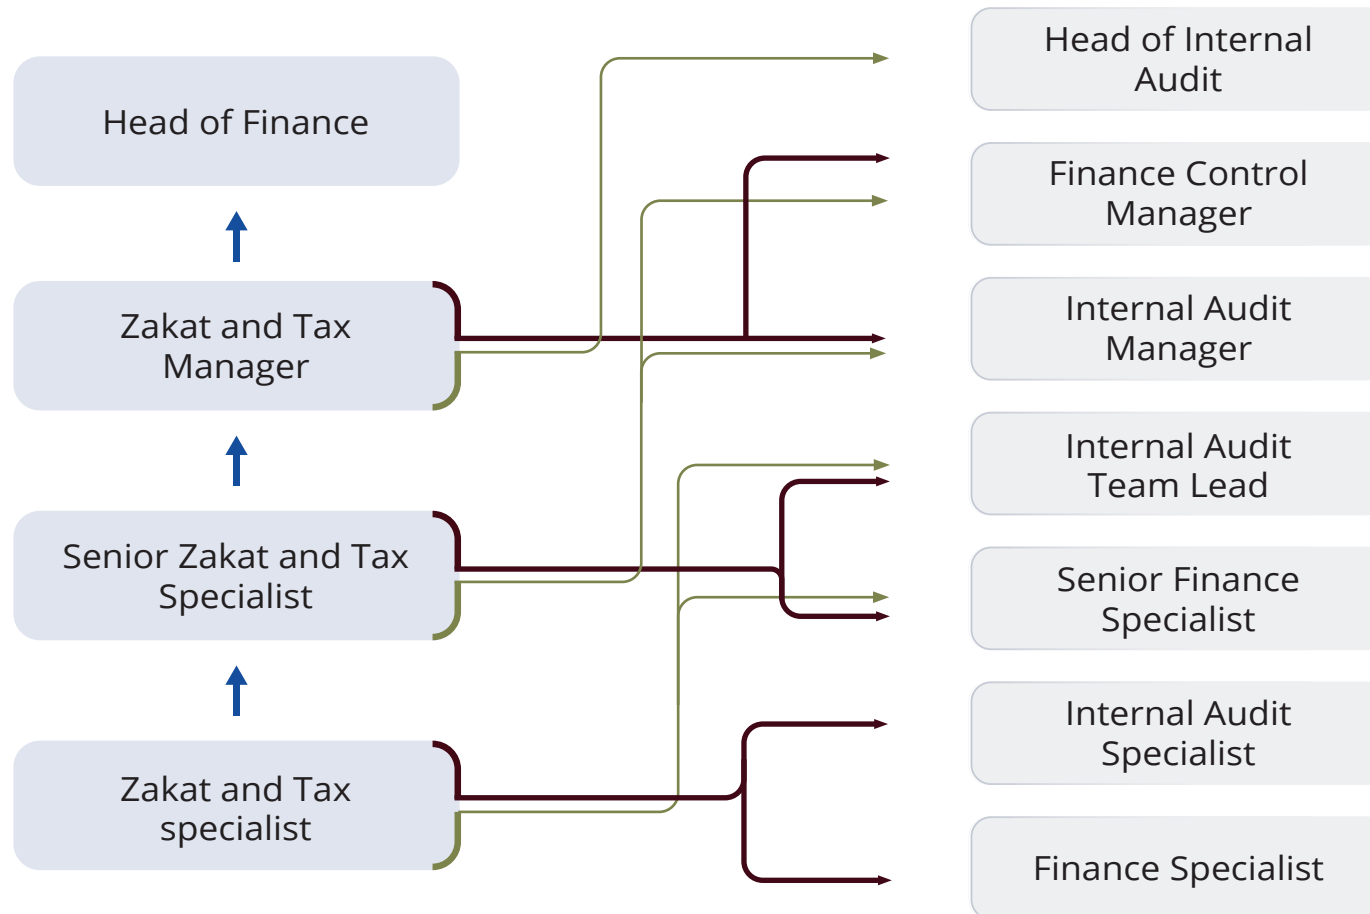 Head of Finance
Zakat and Tax
Manager
Senior Zakat and Tax
Specialist
Zakat and Tax
specialist
Head of Internal
Audit
Finance Control
Manager
Internal Audit
Manager
Internal Audit
Team Lead
Senior Finance
Specialist
Internal Audit
Specialist
Finance Specialist